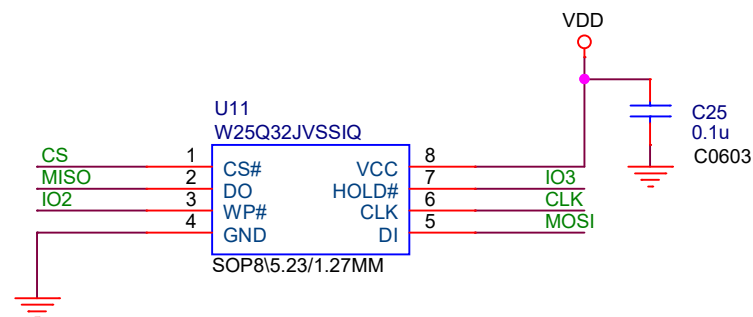 VDD
C25
0.1u
C0603
U11
W25Q32JVSSIQ
CS 1 CS# VCC 8
MISO 2 DO HOLD# 7 IO3
IO2 3 WP# CLK 6 CLK
4 GND DI 5 MOSI
SOP8\5.23/1.27MM